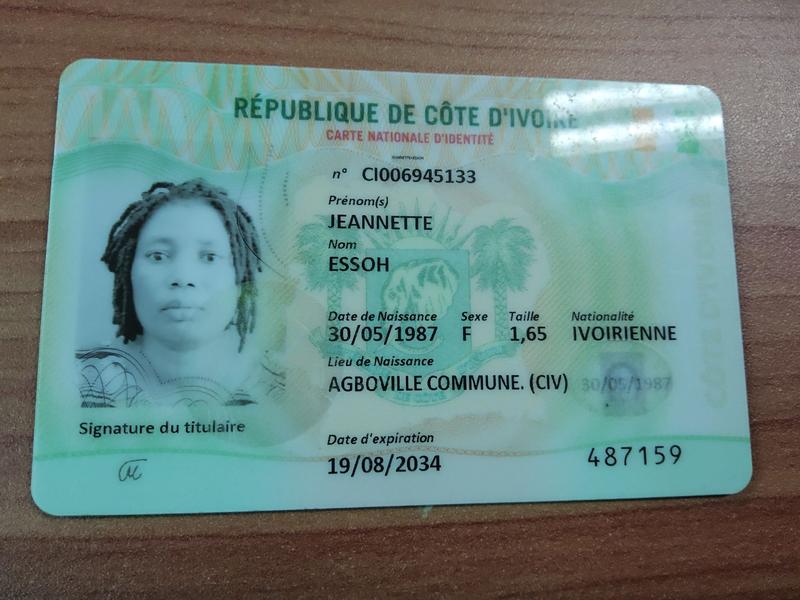 RÉPUBLIQUE DE CÔTE D'IVOIRE
CARTE NATIONALE D'IDENTITÉ
n° CI006945133
Prénom(s)
JEANNETTE
Nom
ESSOH
Date de Naissance Sexe Taille Nationalité
30/05/1987 F 1,65 IVOIRIENNE
Lieu de Naissance
AGBOVILLE COMMUNE. (CIV) 30/05/1987
Signature du titulaire
Date d'expiration
19/08/2034
487159